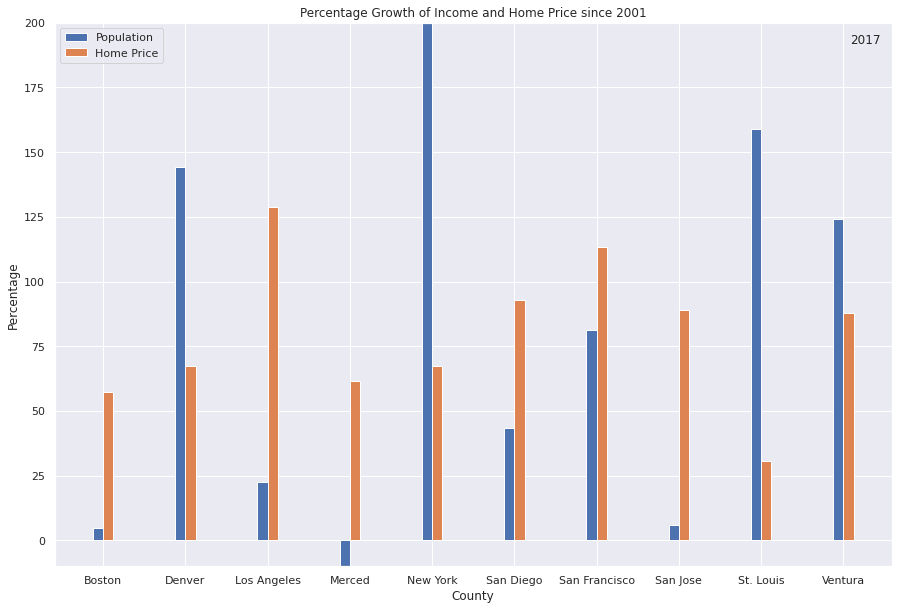 Percentage Growth of Income and Home Price since 2001
Population
Home Price
2017
200
175
150
125
100
75
50
25
0
Percentage
Boston
Denver
Los Angeles
Merced
New York
San Diego
San Francisco
San Jose
St. Louis
Ventura
County